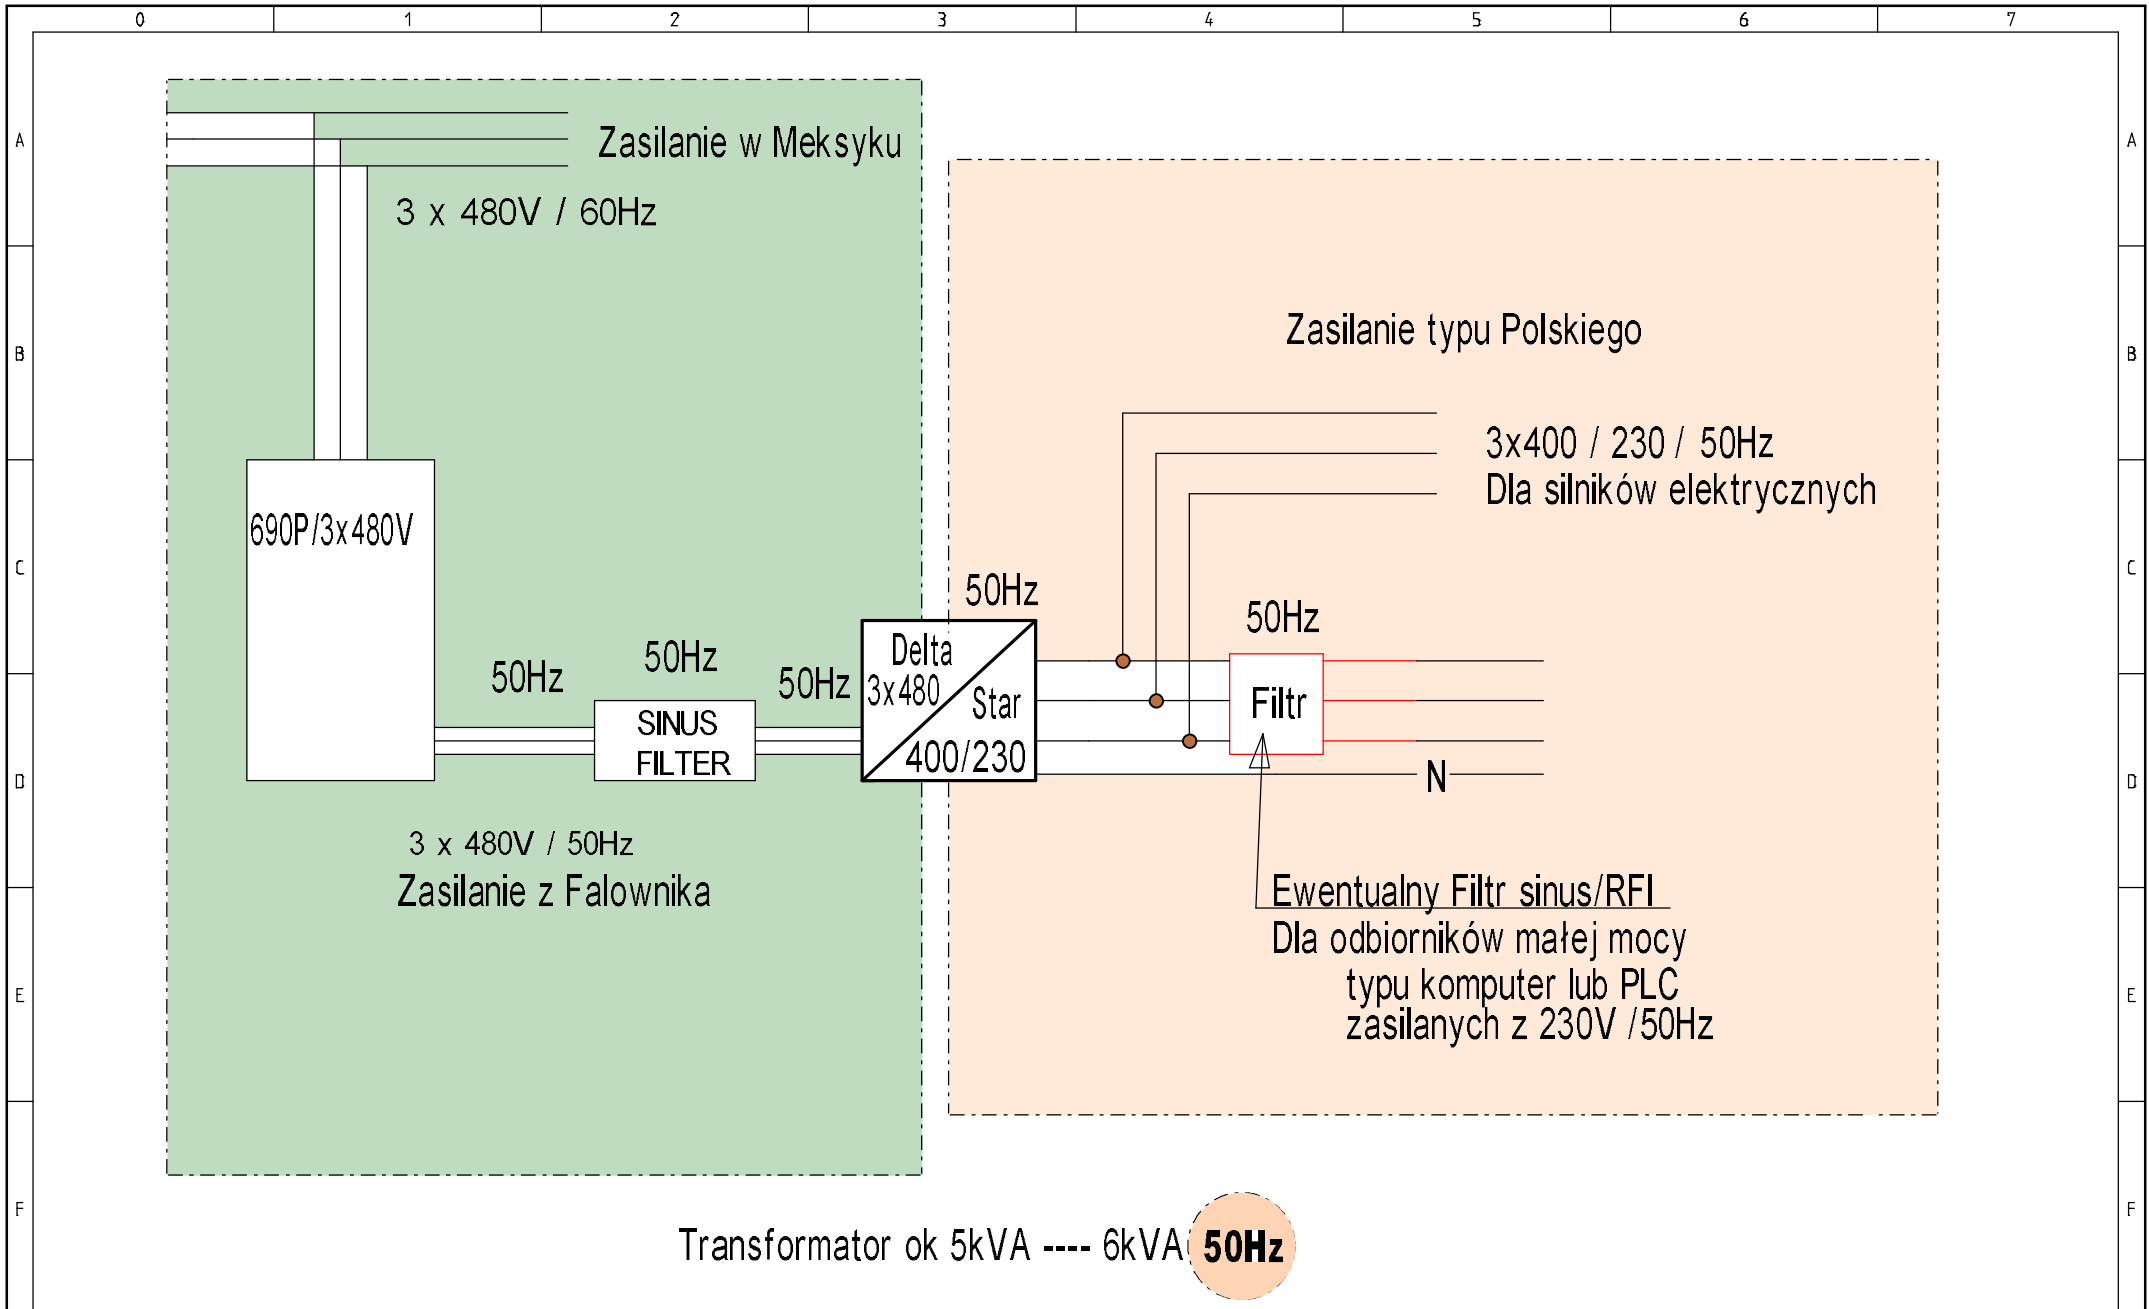 0 1 2 3 4 5 6 7
A A
Zasilanie w Meksyku
3 x 480V / 60Hz
B B
Zasilanie typu Polskiego
3x400 / 230 / 50Hz
Dla silników elektrycznych
690P/3x480V
C C
50Hz
50Hz
50Hz
50Hz
50Hz
Delta
3x480
Star
400/230
SINUS
FILTER
Filtr
N
D D
3 x 480V / 50Hz
Zasilanie z Falownika
Ewentualny Filtr sinus/RFI
Dla odbiorników małej mocy
typu komputer lub PLC
zasilanych z 230V /50Hz
E E
F F
Transformator ok 5kVA ---- 6kVA 50Hz